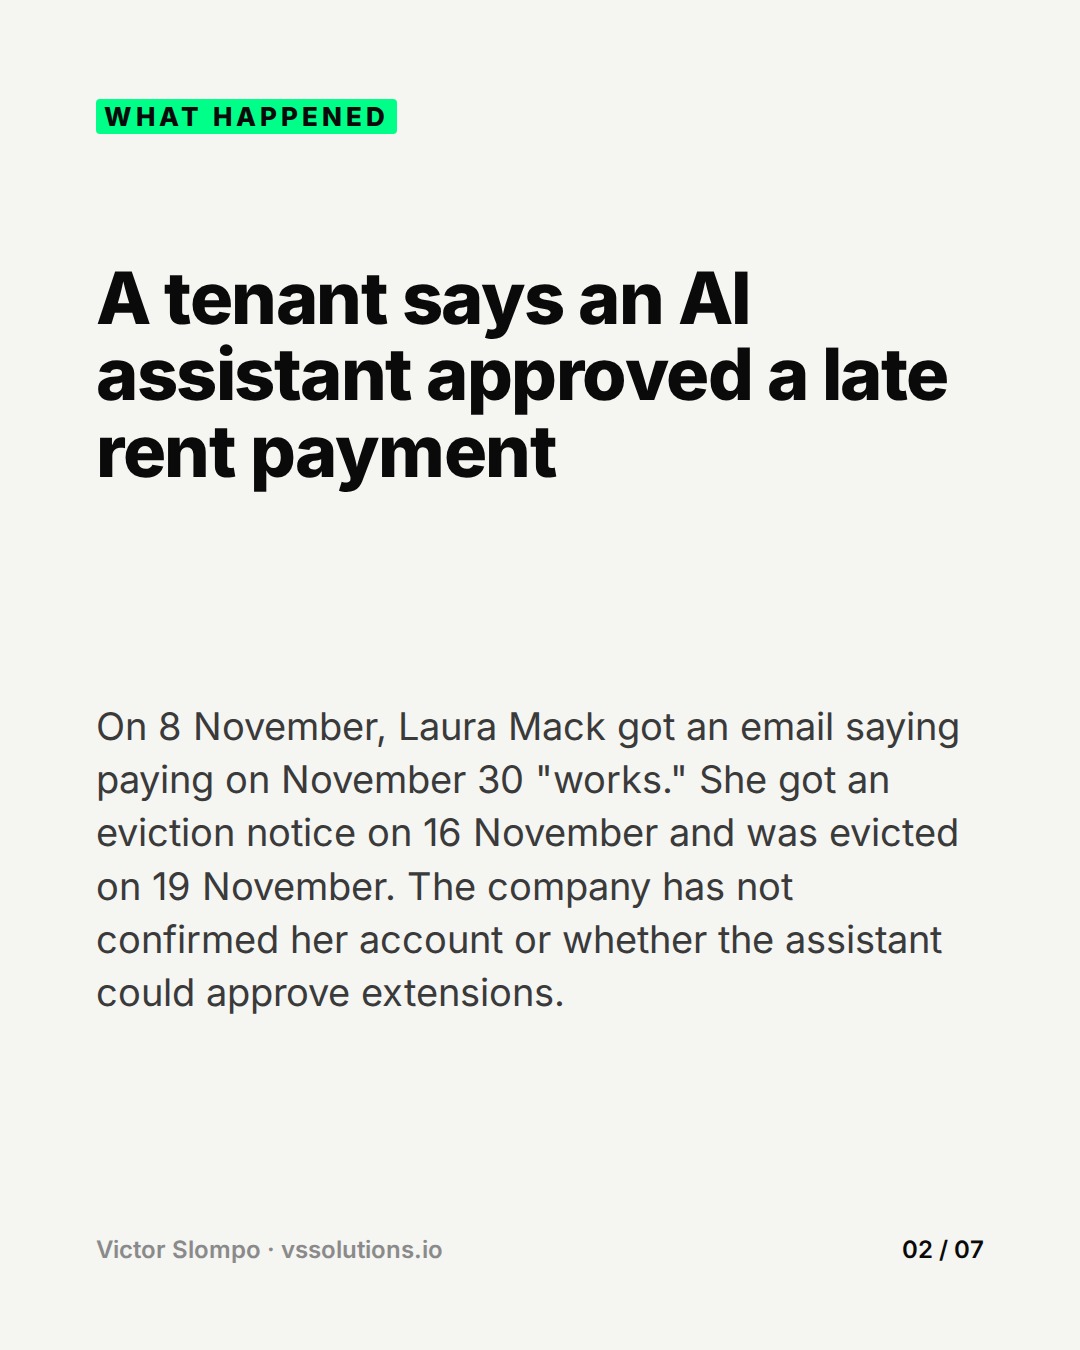 WHAT HAPPENED
A tenant says an AI
assistant approved a late
rent payment
On 8 November, Laura Mack got an email saying
paying on November 30 "works." She got an
eviction notice on 16 November and was evicted
on 19 November. The company has not
confirmed her account or whether the assistant
could approve extensions.
Victor Slompo · vssolutions.io
02 / 07